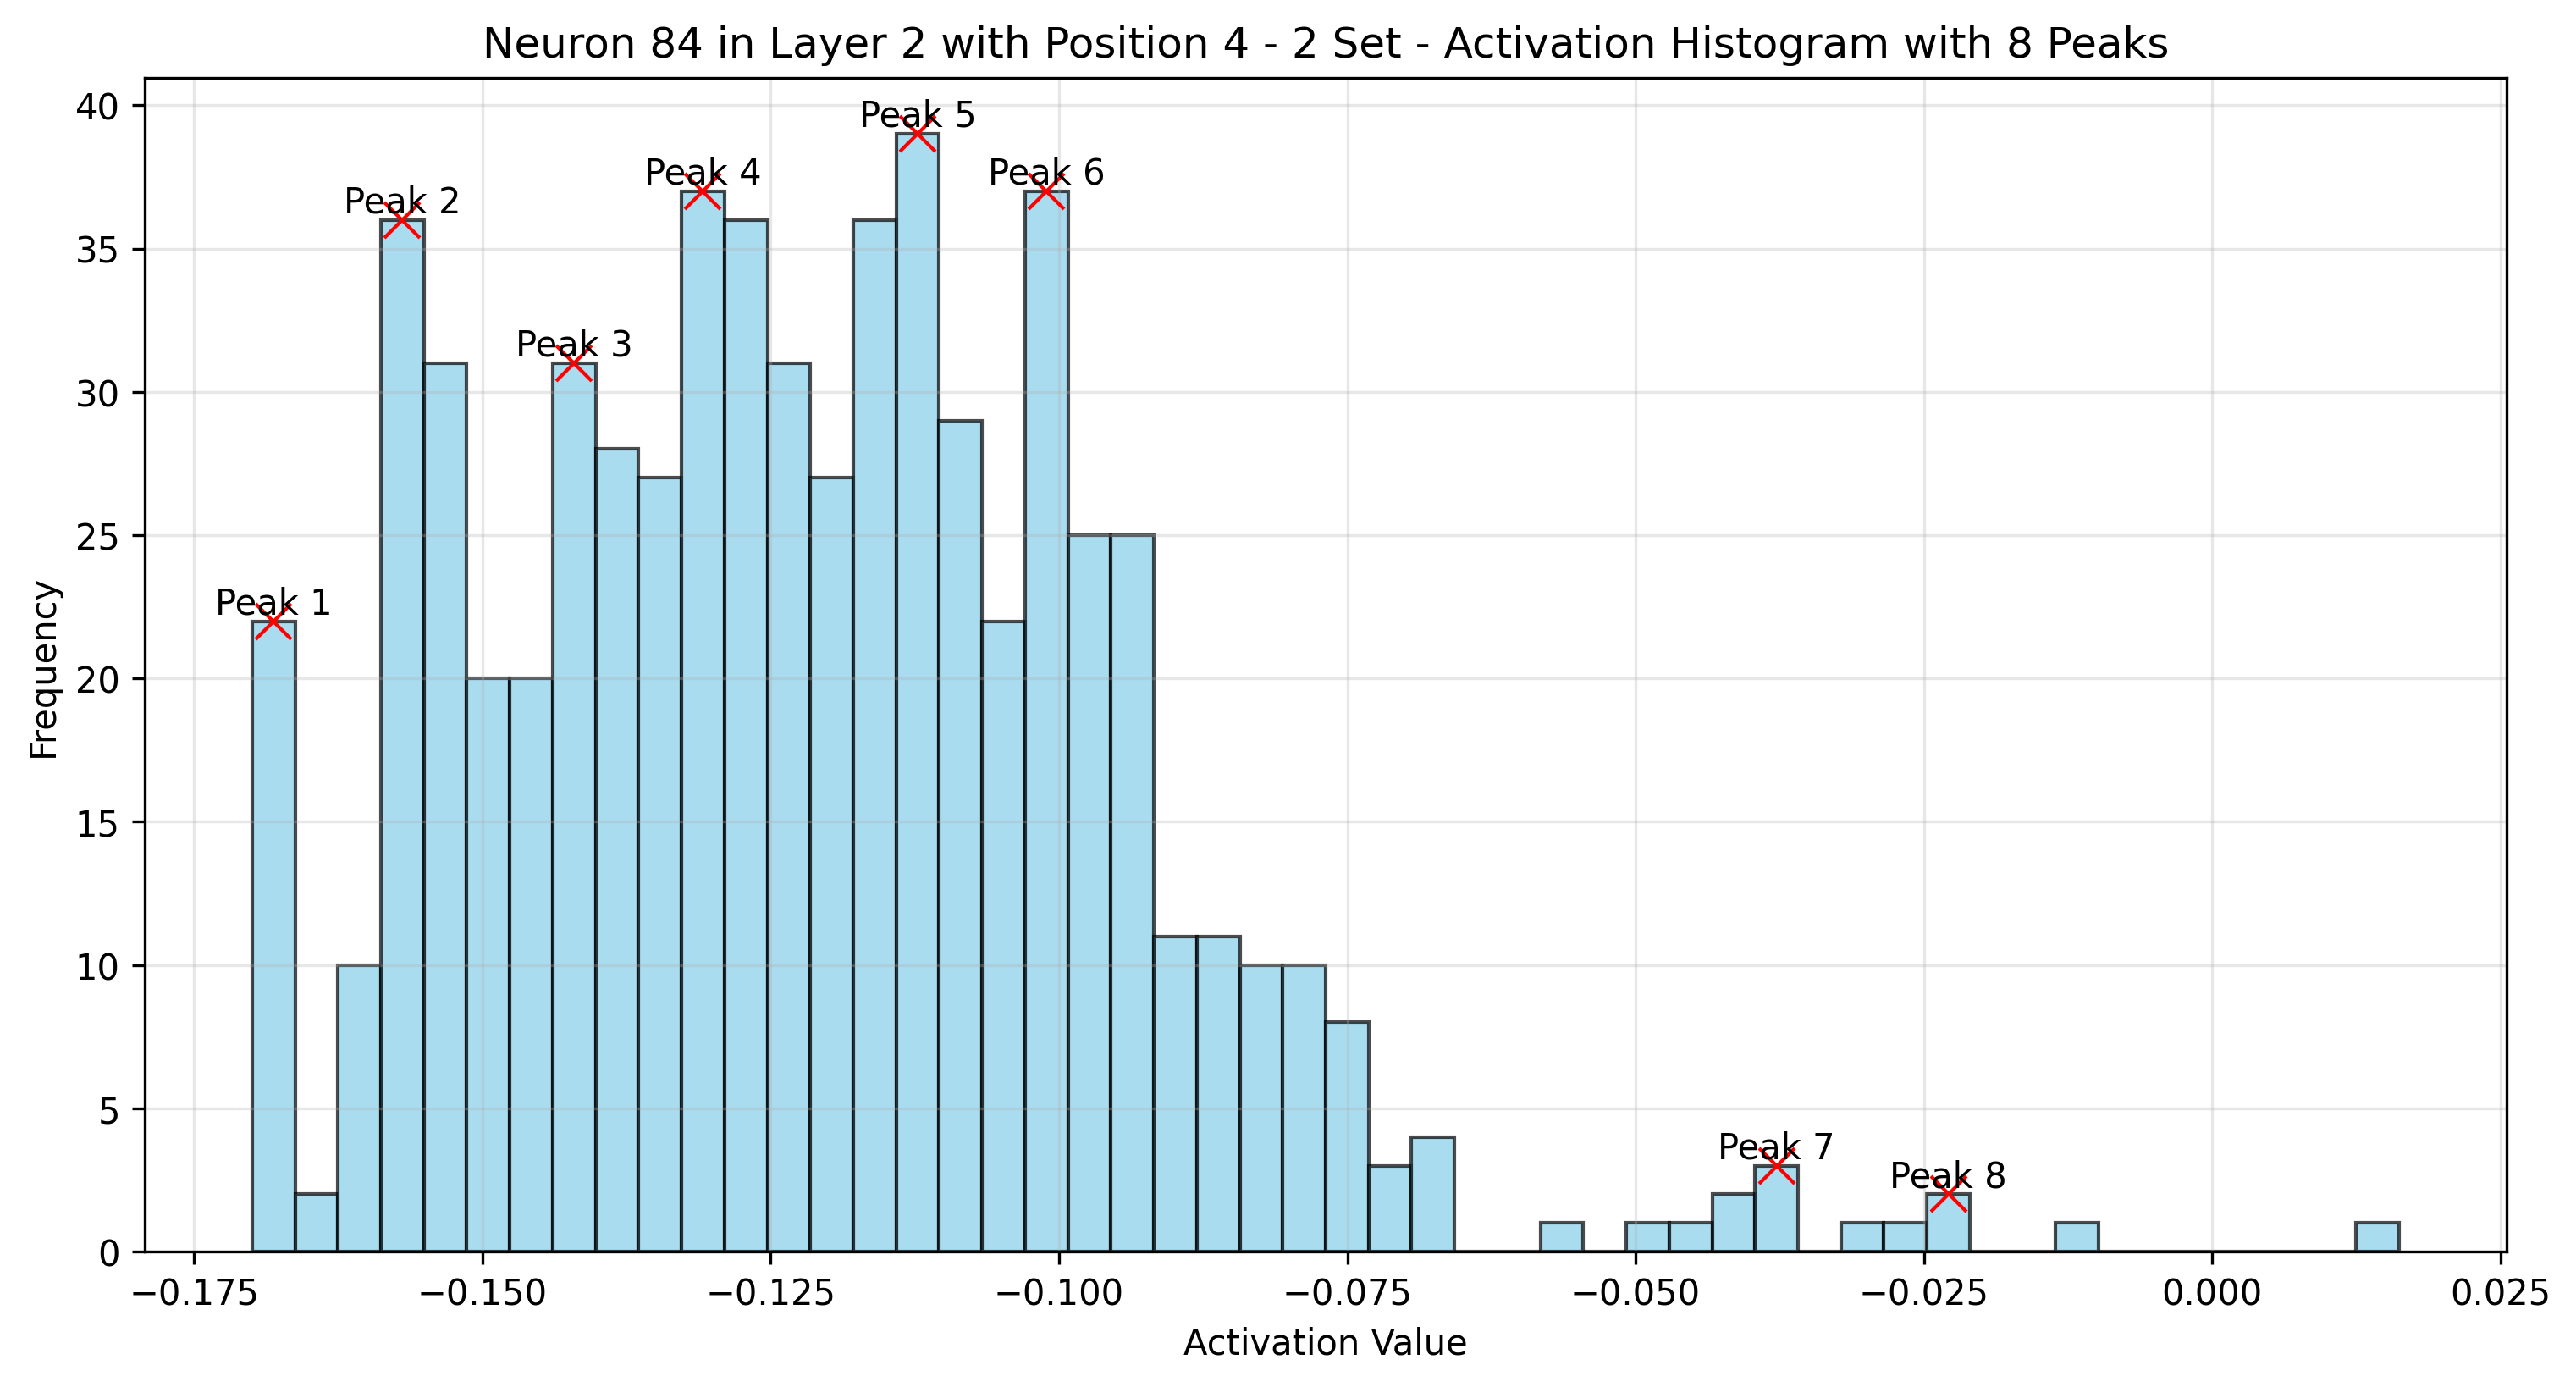 Neuron 84 in Layer 2 with Position 4 - 2 Set - Activation Histogram with 8 Peaks
40
35
30
25
20
15
10
5
0
Frequency
Peak 1
Peak 2
Peak 3
Peak 4
Peak 5
Peak 6
Peak 7
Peak 8
−0.175 −0.150 −0.125 −0.100 −0.075 −0.050 −0.025 0.000 0.025
Activation Value